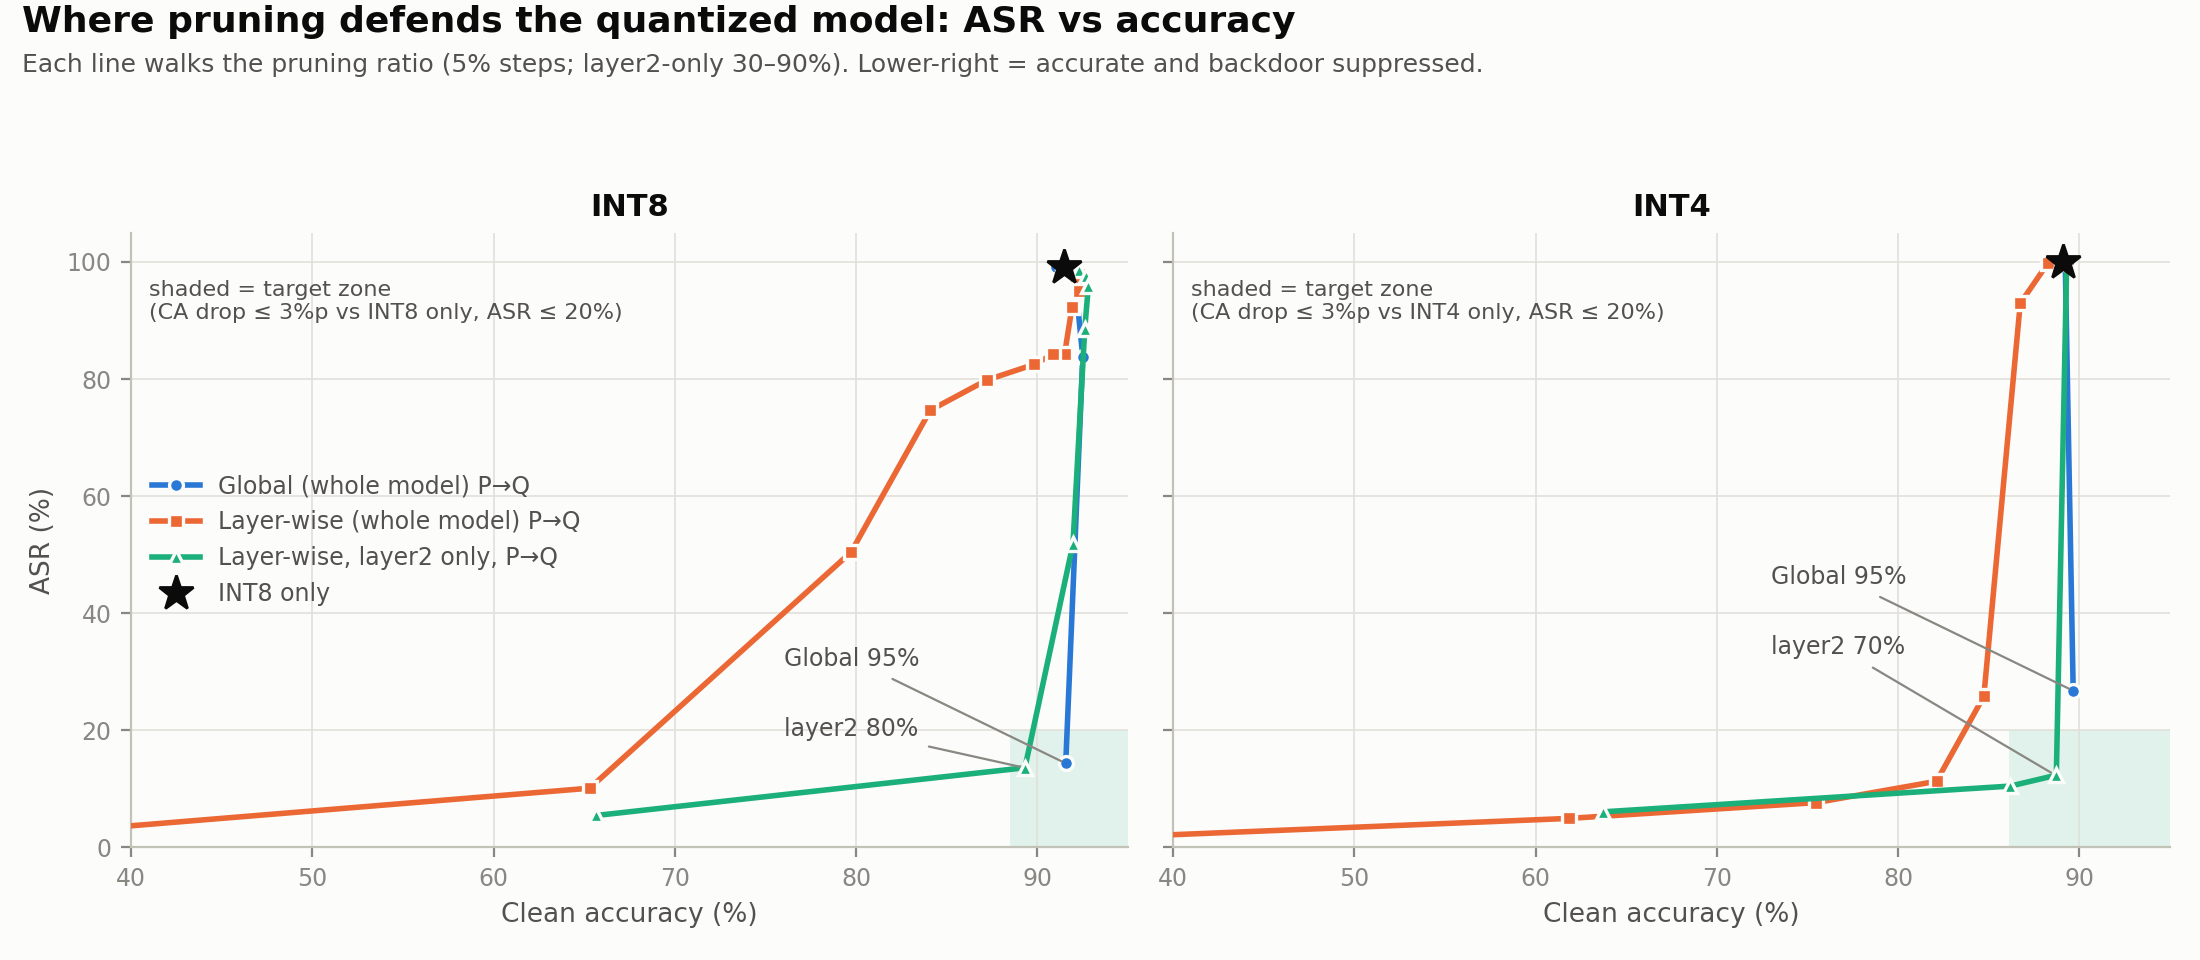 Where pruning defends the quantized model: ASR vs accuracy
Each line walks the pruning ratio (5% steps; layer2-only 30–90%). Lower-right = accurate and backdoor suppressed.
INT8
100
80
60
40
20
0
ASR (%)
shaded = target zone
(CA drop ≤ 3%p vs INT8 only, ASR ≤ 20%)
Global (whole model) P→Q
Layer-wise (whole model) P→Q
Layer-wise, layer2 only, P→Q
INT8 only
Global 95%
layer2 80%
40 50 60 70 80 90
Clean accuracy (%)
INT4
shaded = target zone
(CA drop ≤ 3%p vs INT4 only, ASR ≤ 20%)
Global 95%
layer2 70%
40 50 60 70 80 90
Clean accuracy (%)